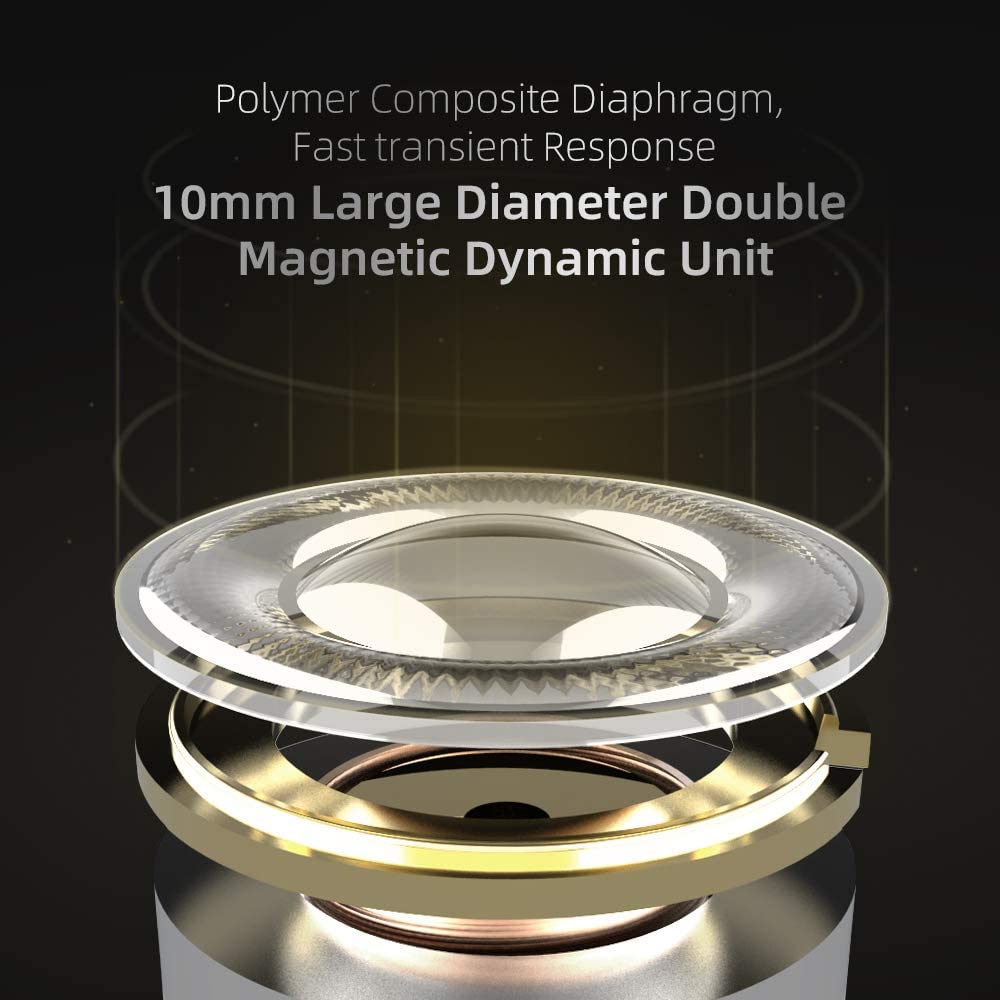 Polymer Composite Diaphragm,
Fast transient Response
10mm Large Diameter Double
Magnetic Dynamic Unit